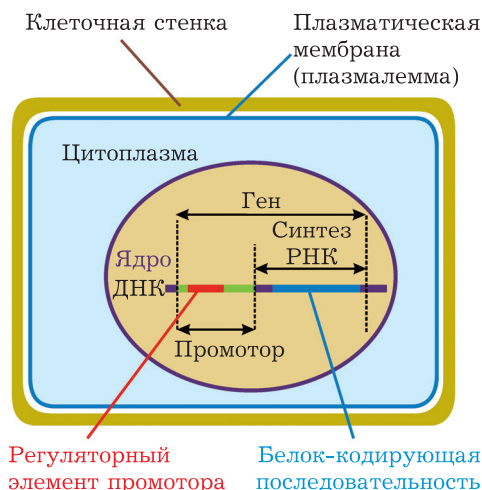 Клеточная стенка
Плазматическая
мембрана
(плазмалемма)
Цитоплазма
Ген
Синтез
РНК
Ядро
ДНК
Промотор
Регуляторный
элемент промотора
Белок-кодирующая
последовательность